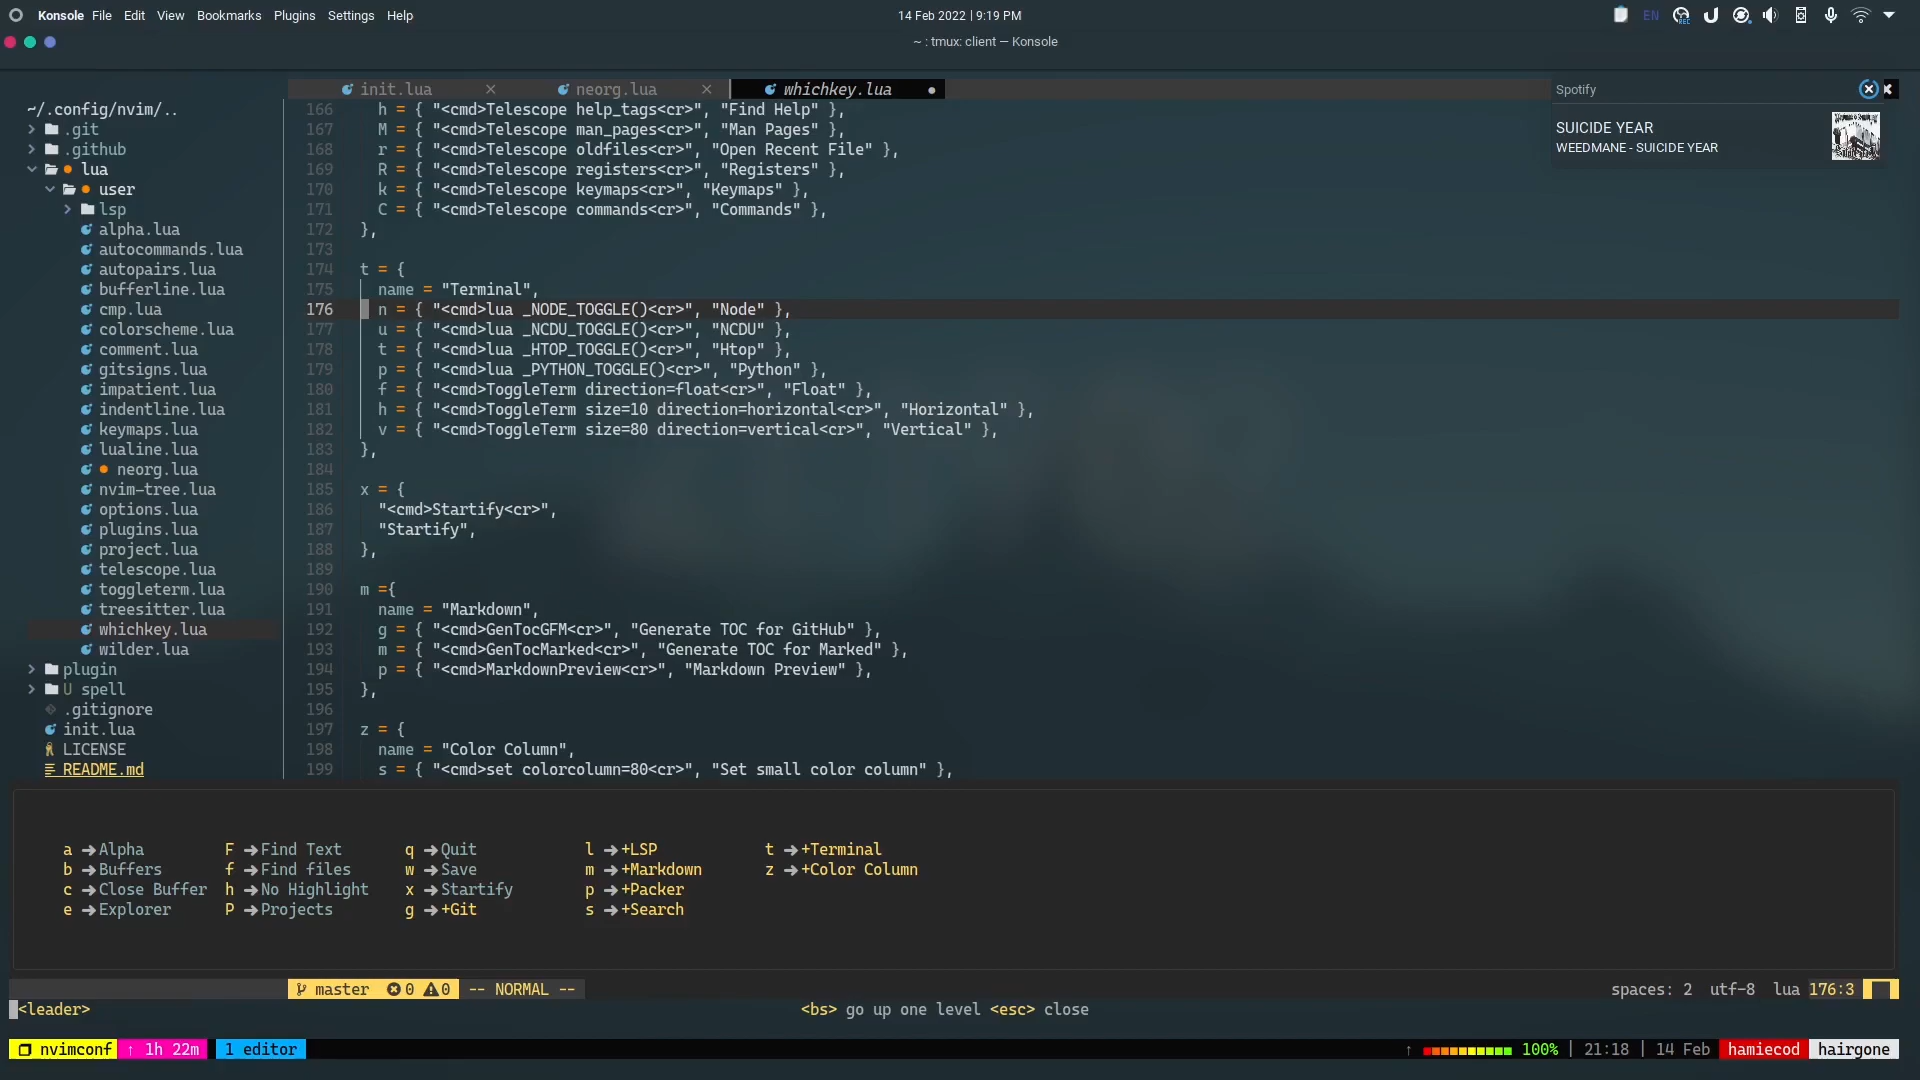 Konsole File Edit View Bookmarks Plugins Settings Help
14 Feb 2022 | 9:19 PM
EN
REC
~ : tmux: client — Konsole
init.lua
neorg.lua
whichkey.lua
Spotify
SUICIDE YEAR
WEEDMANE - SUICIDE YEAR
~/.config/nvim/..
.git
.github
lua
user
lsp
alpha.lua
autocommands.lua
autopairs.lua
bufferline.lua
cmp.lua
colorscheme.lua
comment.lua
gitsigns.lua
impatient.lua
indentline.lua
keymaps.lua
lualine.lua
neorg.lua
nvim-tree.lua
options.lua
plugins.lua
project.lua
telescope.lua
toggleterm.lua
treesitter.lua
whichkey.lua
wilder.lua
plugin
U spell
.gitignore
init.lua
LICENSE
README.md
166 h = { "<cmd>Telescope help_tags<cr>", "Find Help" },
167 M = { "<cmd>Telescope man_pages<cr>", "Man Pages" },
168 r = { "<cmd>Telescope oldfiles<cr>", "Open Recent File" },
169 R = { "<cmd>Telescope registers<cr>", "Registers" },
170 k = { "<cmd>Telescope keymaps<cr>", "Keymaps" },
171 C = { "<cmd>Telescope commands<cr>", "Commands" },
172 },
173
174 t = {
175 name = "Terminal",
176 n = { "<cmd>lua _NODE_TOGGLE()<cr>", "Node" },
177 u = { "<cmd>lua _NCDU_TOGGLE()<cr>", "NCDU" },
178 t = { "<cmd>lua _HTOP_TOGGLE()<cr>", "Htop" },
179 p = { "<cmd>lua _PYTHON_TOGGLE()<cr>", "Python" },
180 f = { "<cmd>ToggleTerm direction=float<cr>", "Float" },
181 h = { "<cmd>ToggleTerm size=10 direction=horizontal<cr>", "Horizontal" },
182 v = { "<cmd>ToggleTerm size=80 direction=vertical<cr>", "Vertical" },
183 },
184
185 x = {
186 "<cmd>Startify<cr>",
187 "Startify",
188 },
189
190 m ={
191 name = "Markdown",
192 g = { "<cmd>GenTocGFM<cr>", "Generate TOC for GitHub" },
193 m = { "<cmd>GenTocMarked<cr>", "Generate TOC for Marked" },
194 p = { "<cmd>MarkdownPreview<cr>", "Markdown Preview" },
195 },
196
197 z = {
198 name = "Color Column",
199 s = { "<cmd>set colorcolumn=80<cr>", "Set small color column" },
a ➜ Alpha F ➜ Find Text q ➜ Quit l ➜ +LSP t ➜ +Terminal
b ➜ Buffers f ➜ Find files w ➜ Save m ➜ +Markdown z ➜ +Color Column
c ➜ Close Buffer h ➜ No Highlight x ➜ Startify p ➜ +Packer
e ➜ Explorer P ➜ Projects g ➜ +Git s ➜ +Search
master 0 0 -- NORMAL -- spaces: 2 utf-8 lua 176:3
<leader> <bs> go up one level <esc> close
nvimconf ↑ 1h 22m 1 editor ↑ 100% | 21:18 | 14 Feb hamiecod hairgone